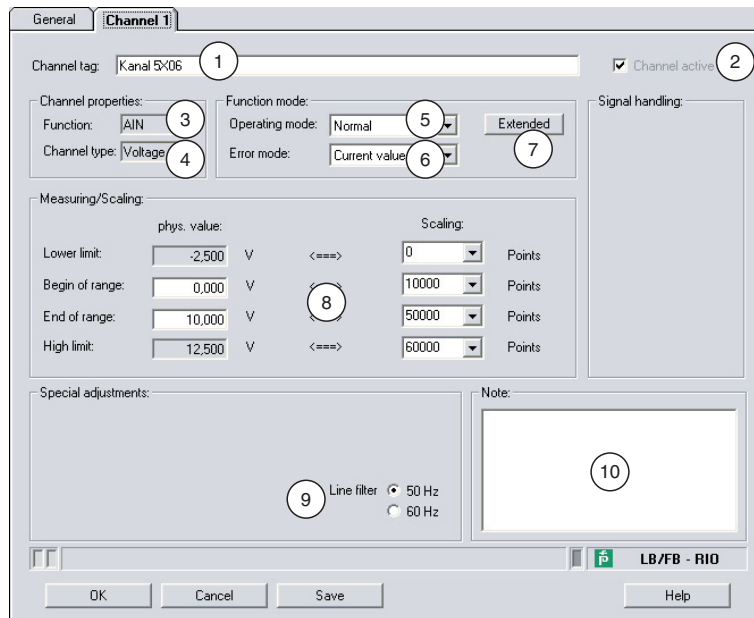 General Channel 1
Channel tag: Kanal 5X06 1 Channel active 2
Channel properties: Function mode: Signal handling:
Function: AIN 3 Operating mode: Normal 5 Extended
Channel type: Voltage 4 Error mode: Current value 6 7
Measuring/Scaling:
phys. value: Scaling:
Lower limit: -2,500 V <===> 0 Points
Begin of range: 0,000 V 10000 Points
8
End of range: 10,000 V 50000 Points
High limit: 12,500 V <===> 60000 Points
Special adjustments: Note:
9 Line filter 50 Hz 10
60 Hz
LB/FB - RIO
OK Cancel Save Help